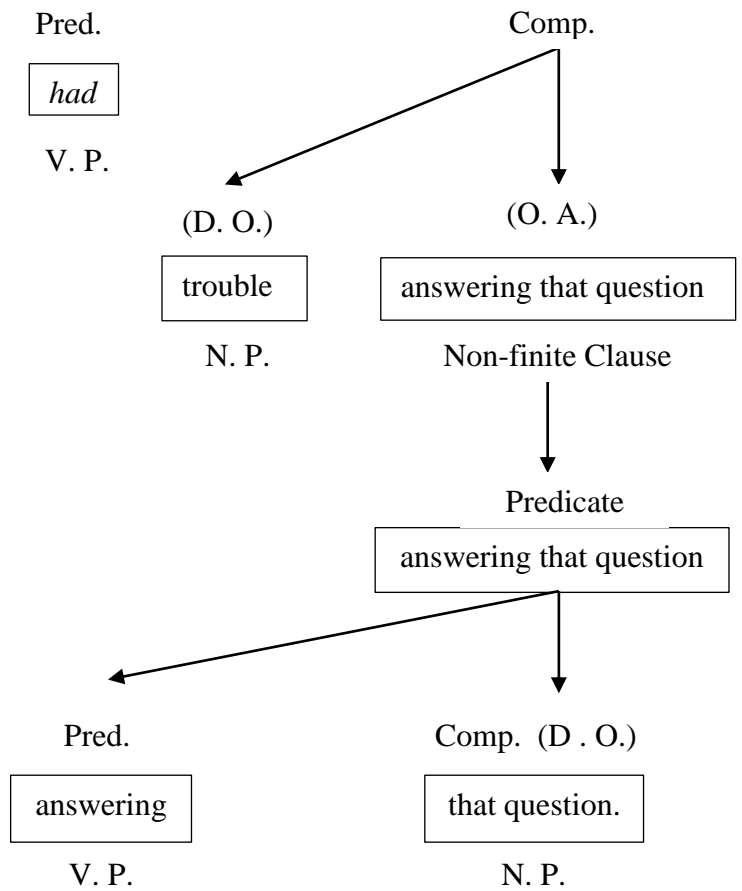 Pred. Comp.
had
V. P.
(D. O.) (O. A.)
trouble answering that question
N. P. Non-finite Clause
Predicate
answering that question
Pred. Comp. (D . O.)
answering that question.
V. P. N. P.